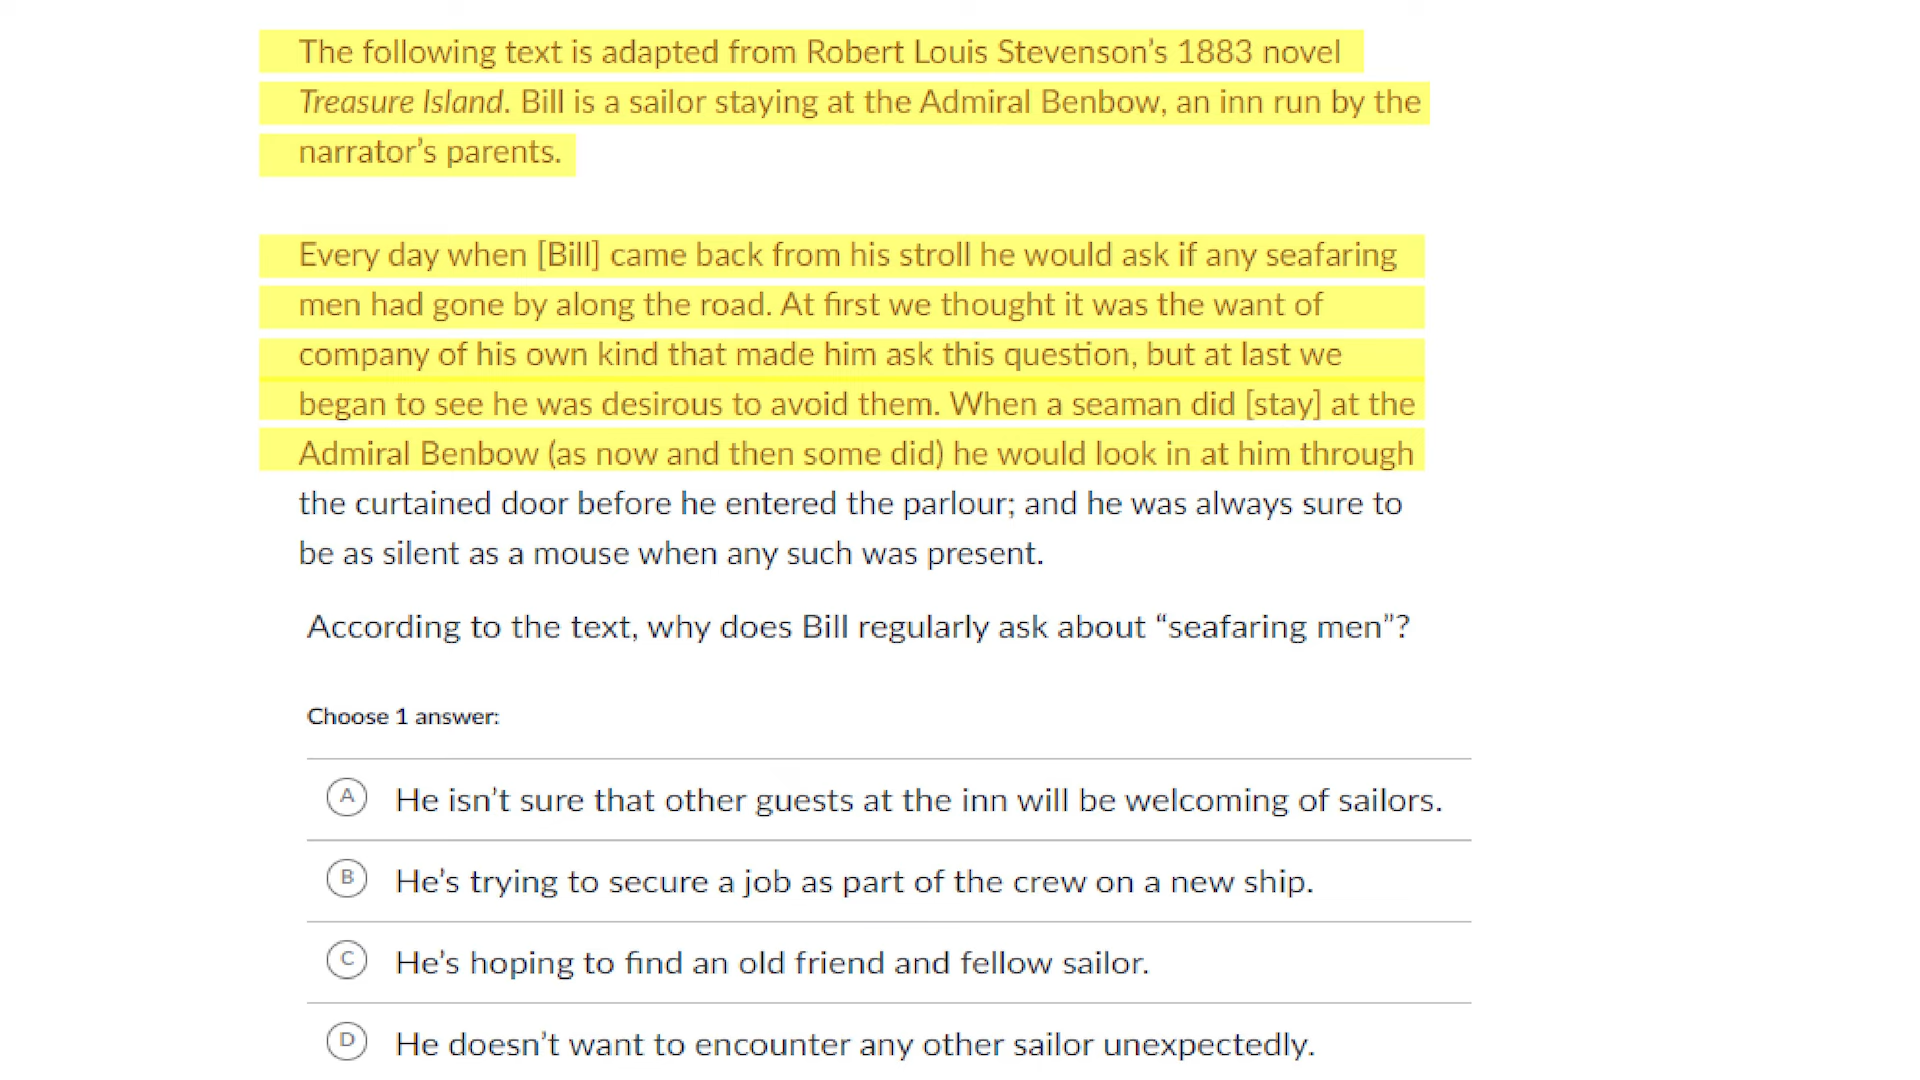 The following text is adapted from Robert Louis Stevenson’s 1883 novel
Treasure Island. Bill is a sailor staying at the Admiral Benbow, an inn run by the
narrator’s parents.
Every day when [Bill] came back from his stroll he would ask if any seafaring
men had gone by along the road. At first we thought it was the want of
company of his own kind that made him ask this question, but at last we
began to see he was desirous to avoid them. When a seaman did [stay] at the
Admiral Benbow (as now and then some did) he would look in at him through
the curtained door before he entered the parlour; and he was always sure to
be as silent as a mouse when any such was present.
According to the text, why does Bill regularly ask about “seafaring men”?
Choose 1 answer:
A He isn’t sure that other guests at the inn will be welcoming of sailors.
B He's trying to secure a job as part of the crew on a new ship.
C He's hoping to find an old friend and fellow sailor.
D He doesn’t want to encounter any other sailor unexpectedly.